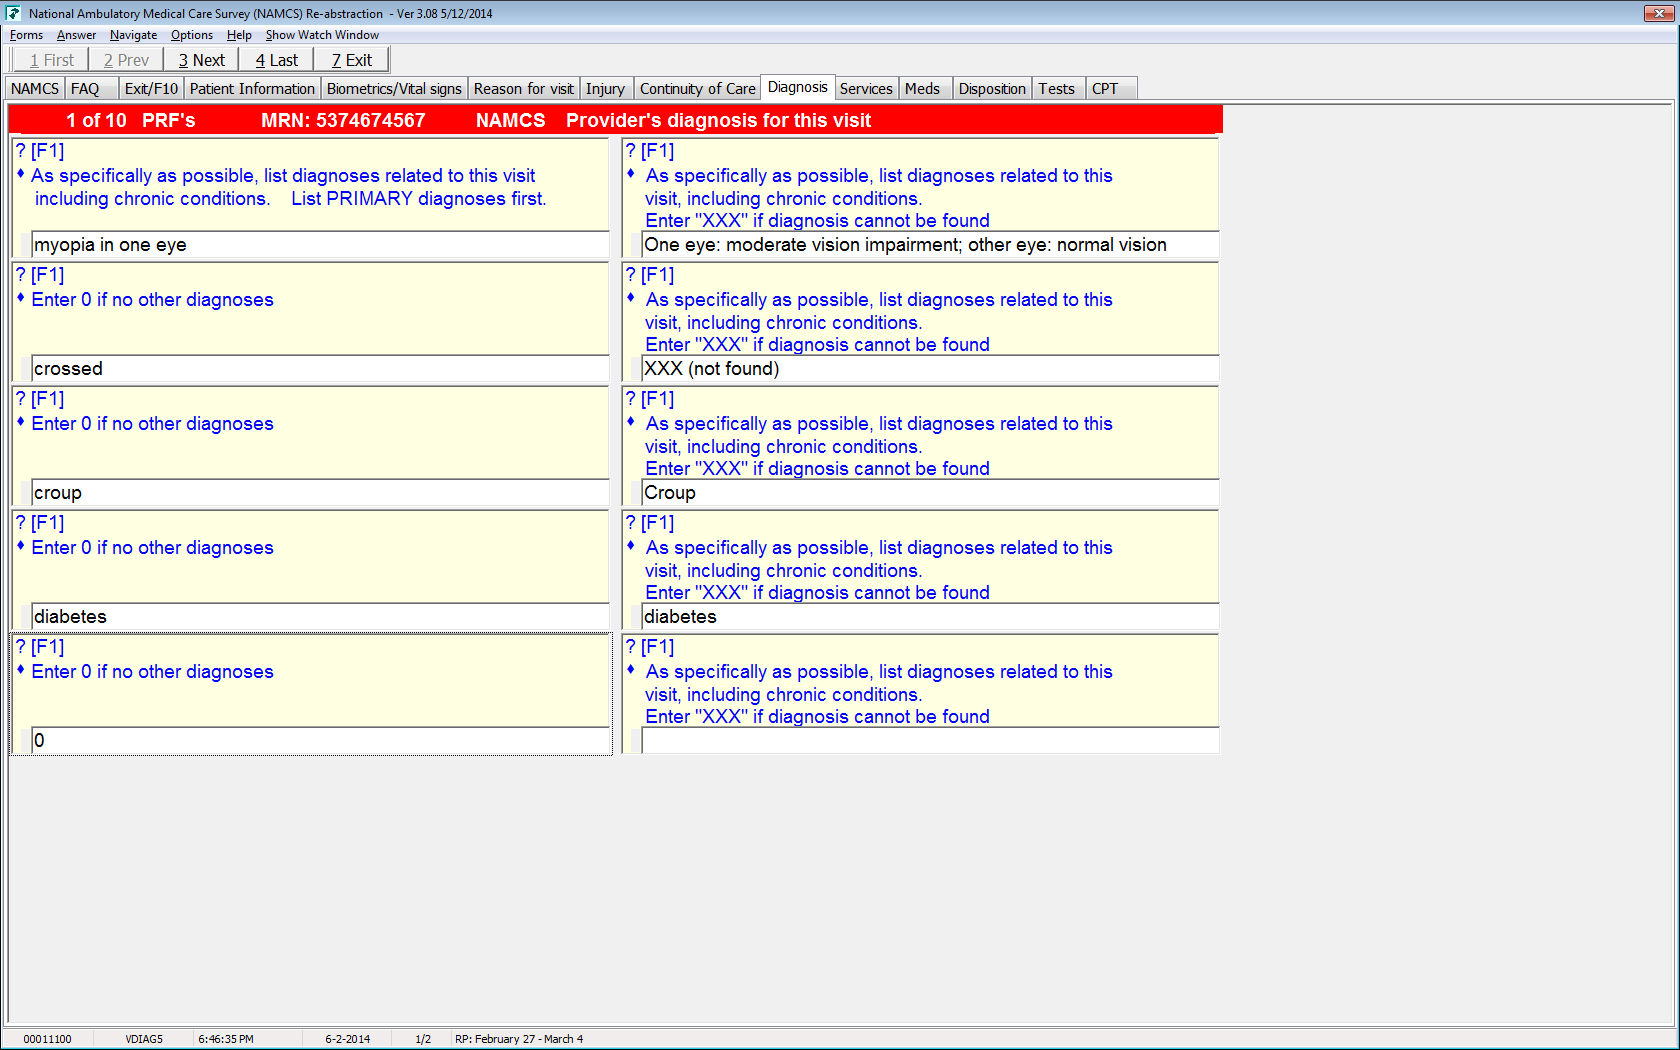 National Ambulatory Medical Care Survey (NAMCS) Re-abstraction - Ver 3.08 5/12/2014
Forms Answer Navigate Options Help Show Watch Window
1 First 2 Prev 3 Next 4 Last 7 Exit
NAMCS FAQ Exit/F10 Patient Information Biometrics/Vital signs Reason for visit Injury Continuity of Care Diagnosis Services Meds Disposition Tests CPT
1 of 10 PRF's MRN: 5374674567 NAMCS Provider's diagnosis for this visit
? [F1]
♦ As specifically as possible, list diagnoses related to this visit
including chronic conditions. List PRIMARY diagnoses first.
myopia in one eye
? [F1]
♦ As specifically as possible, list diagnoses related to this
visit, including chronic conditions.
Enter "XXX" if diagnosis cannot be found
One eye: moderate vision impairment; other eye: normal vision
? [F1]
♦ Enter 0 if no other diagnoses
crossed
? [F1]
♦ As specifically as possible, list diagnoses related to this
visit, including chronic conditions.
Enter "XXX" if diagnosis cannot be found
XXX (not found)
? [F1]
♦ Enter 0 if no other diagnoses
croup
? [F1]
♦ As specifically as possible, list diagnoses related to this
visit, including chronic conditions.
Enter "XXX" if diagnosis cannot be found
Croup
? [F1]
♦ Enter 0 if no other diagnoses
diabetes
? [F1]
♦ As specifically as possible, list diagnoses related to this
visit, including chronic conditions.
Enter "XXX" if diagnosis cannot be found
diabetes
? [F1]
♦ Enter 0 if no other diagnoses
0
? [F1]
♦ As specifically as possible, list diagnoses related to this
visit, including chronic conditions.
Enter "XXX" if diagnosis cannot be found
00011100 VDIAG5 6:46:35 PM 6-2-2014 1/2 RP: February 27 - March 4